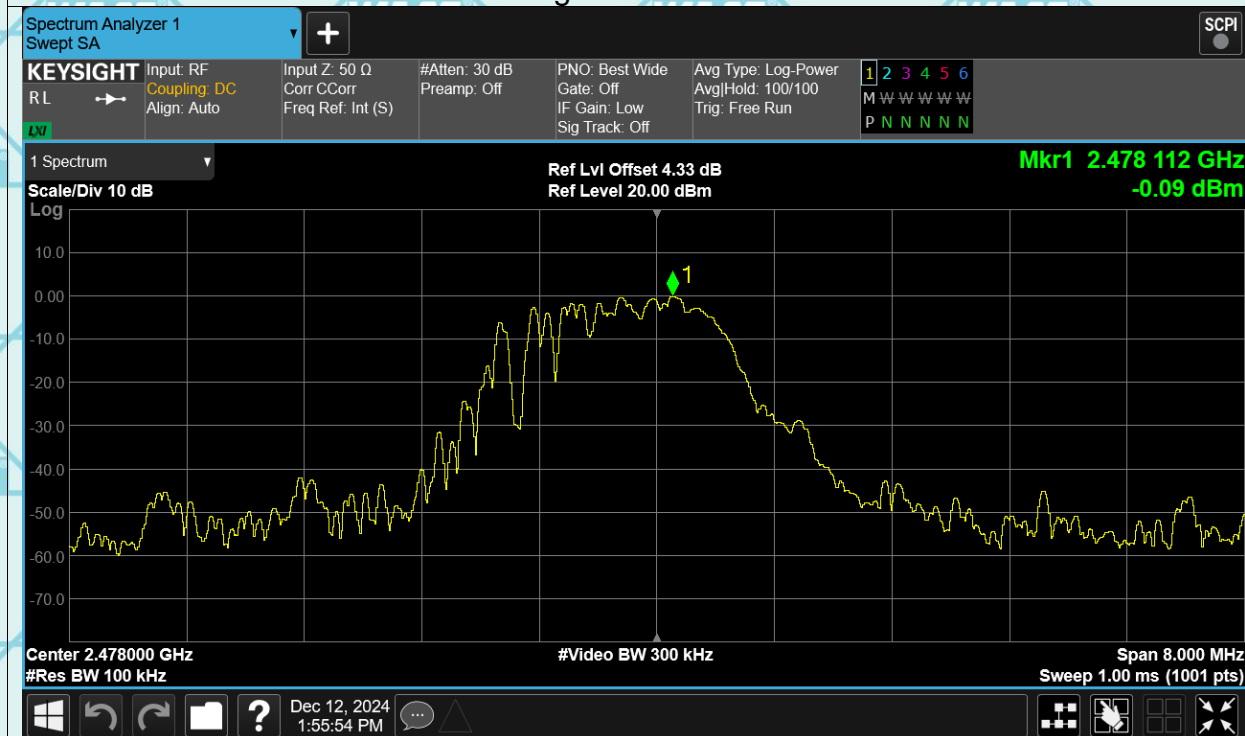 Spectrum Analyzer 1
Swept SA
+
SCPI
KEYSIGHT
RL
LXI
Input: RF
Coupling: DC
Align: Auto
Input Z: 50 Ω
Corr CCorr
Freq Ref: Int (S)
#Atten: 30 dB
Preamp: Off
PNO: Best Wide
Gate: Off
IF Gain: Low
Sig Track: Off
Avg Type: Log-Power
Avg|Hold: 100/100
Trig: Free Run
1 2 3 4 5 6
M W W W W W
P N N N N N
1 Spectrum
Scale/Div 10 dB
Ref Lvl Offset 4.33 dB
Ref Level 20.00 dBm
Mkr1 2.478 112 GHz
-0.09 dBm
Log
10.0
0.00
-10.0
-20.0
-30.0
-40.0
-50.0
-60.0
-70.0
1
Center 2.478000 GHz
#Video BW 300 kHz
Span 8.000 MHz
#Res BW 100 kHz
Sweep 1.00 ms (1001 pts)
?
Dec 12, 2024
1:55:54 PM